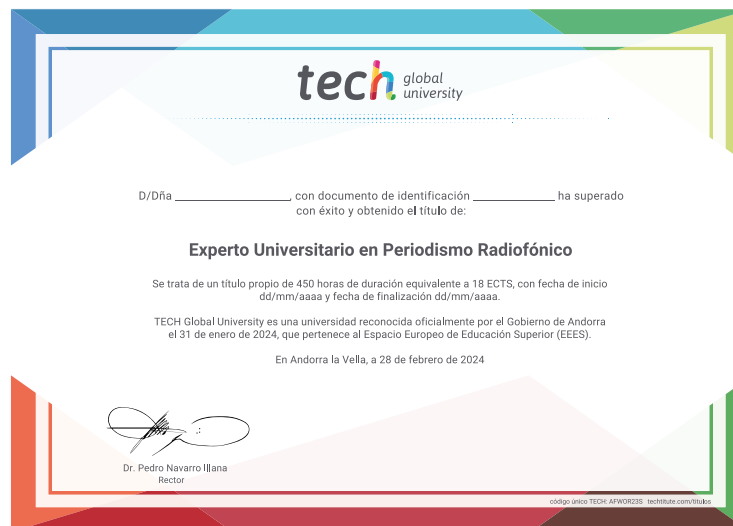 tech global university
D/Dña ______________, con documento de identificación __________ ha superado
con éxito y obtenido el título de:
Experto Universitario en Periodismo Radiofónico
Se trata de un título propio de 450 horas de duración equivalente a 18 ECTS, con fecha de inicio
dd/mm/aaaa y fecha de finalización dd/mm/aaaa.
TECH Global University es una universidad reconocida oficialmente por el Gobierno de Andorra
el 31 de enero de 2024, que pertenece al Espacio Europeo de Educación Superior (EEES).
En Andorra la Vella, a 28 de febrero de 2024
Dr. Pedro Navarro Illana
Rector
código único TECH: AFWOR23S techtitute.com/titulos